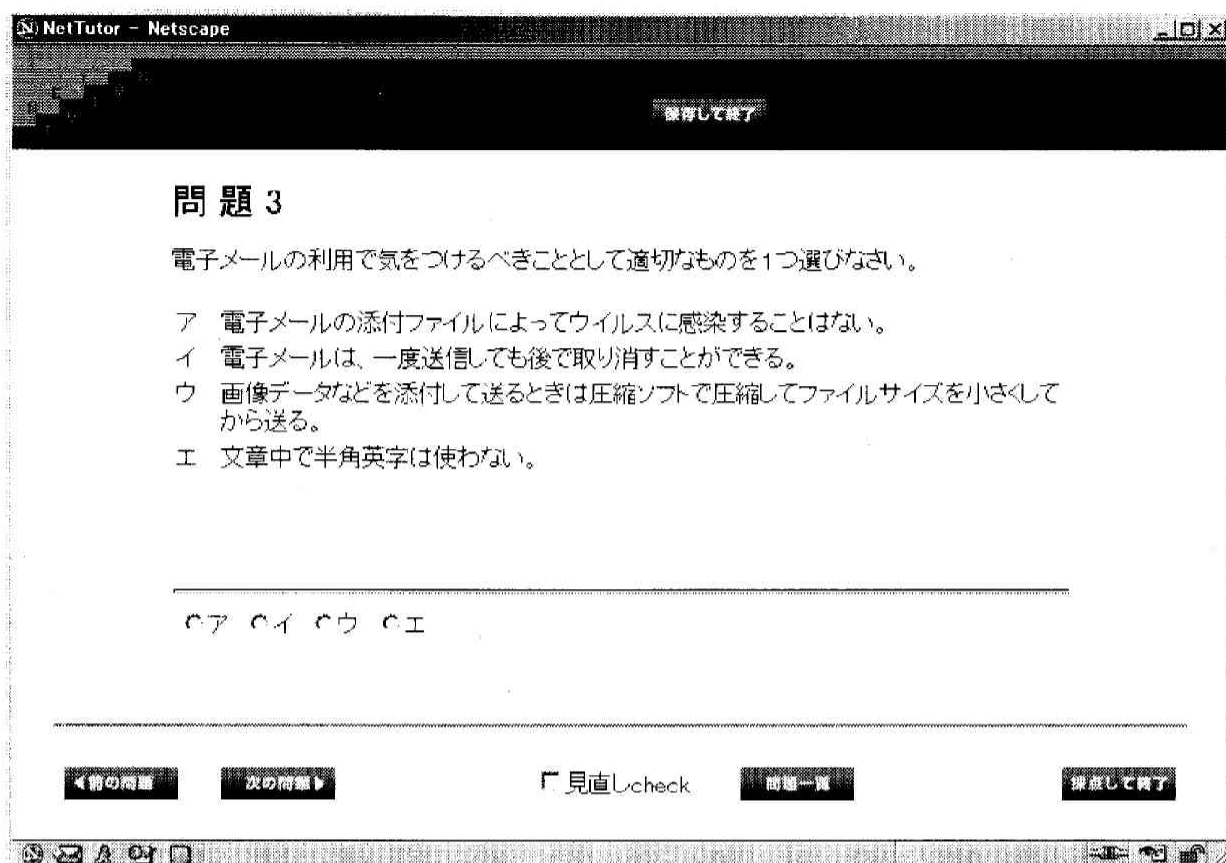 NetTutor - Netscape
保存して終了
問題3
電子メールの利用で気をつけるべきこととして適切なものを1つ選びなさい。
ア 電子メールの添付ファイルによってウイルスに感染することはない。
イ 電子メールは、一度送信しても後で取り消すことができる。
ウ 画像データなどを添付して送るときは圧縮ソフトで圧縮してファイルサイズを小さくして
から送る。
エ 文章中で半角英字は使わない。
ア イ ウ エ
前の問題 次の問題 見直しcheck 問題一覧 採点して終了